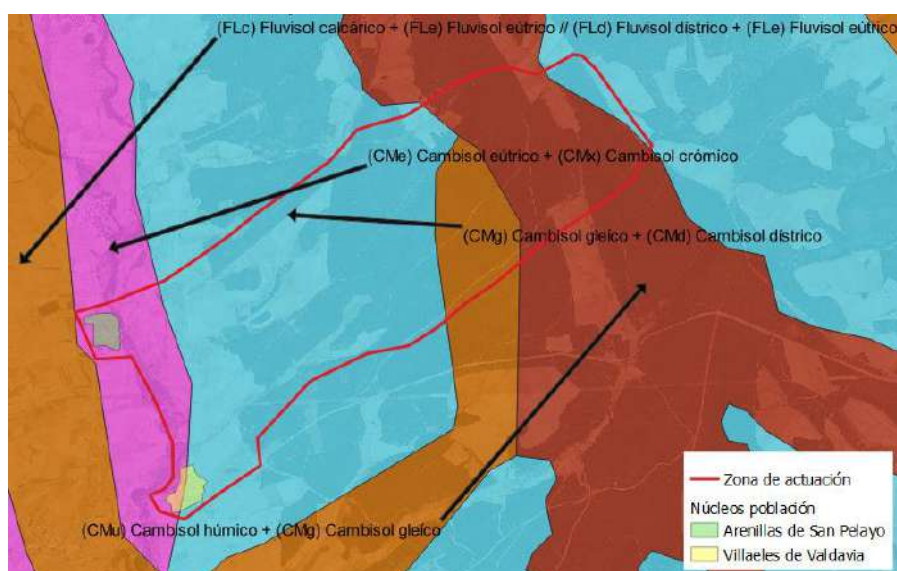 (FLc) Fluvisol calcárico + (FLe) Fluvisol eútrico // (FLd) Fluvisol dístrico + (FLe) Fluvisol eútrico
(CMe) Cambisol eútrico + (CMx) Cambisol crómico
(CMg) Cambisol gleíco + (CMd) Cambisol dístrico
Zona de actuación
Núcleos población
Arenillas de San Pelayo
Villaeles de Valdavia
(CMu) Cambisol húmico + (CMg) Cambisol gleíco